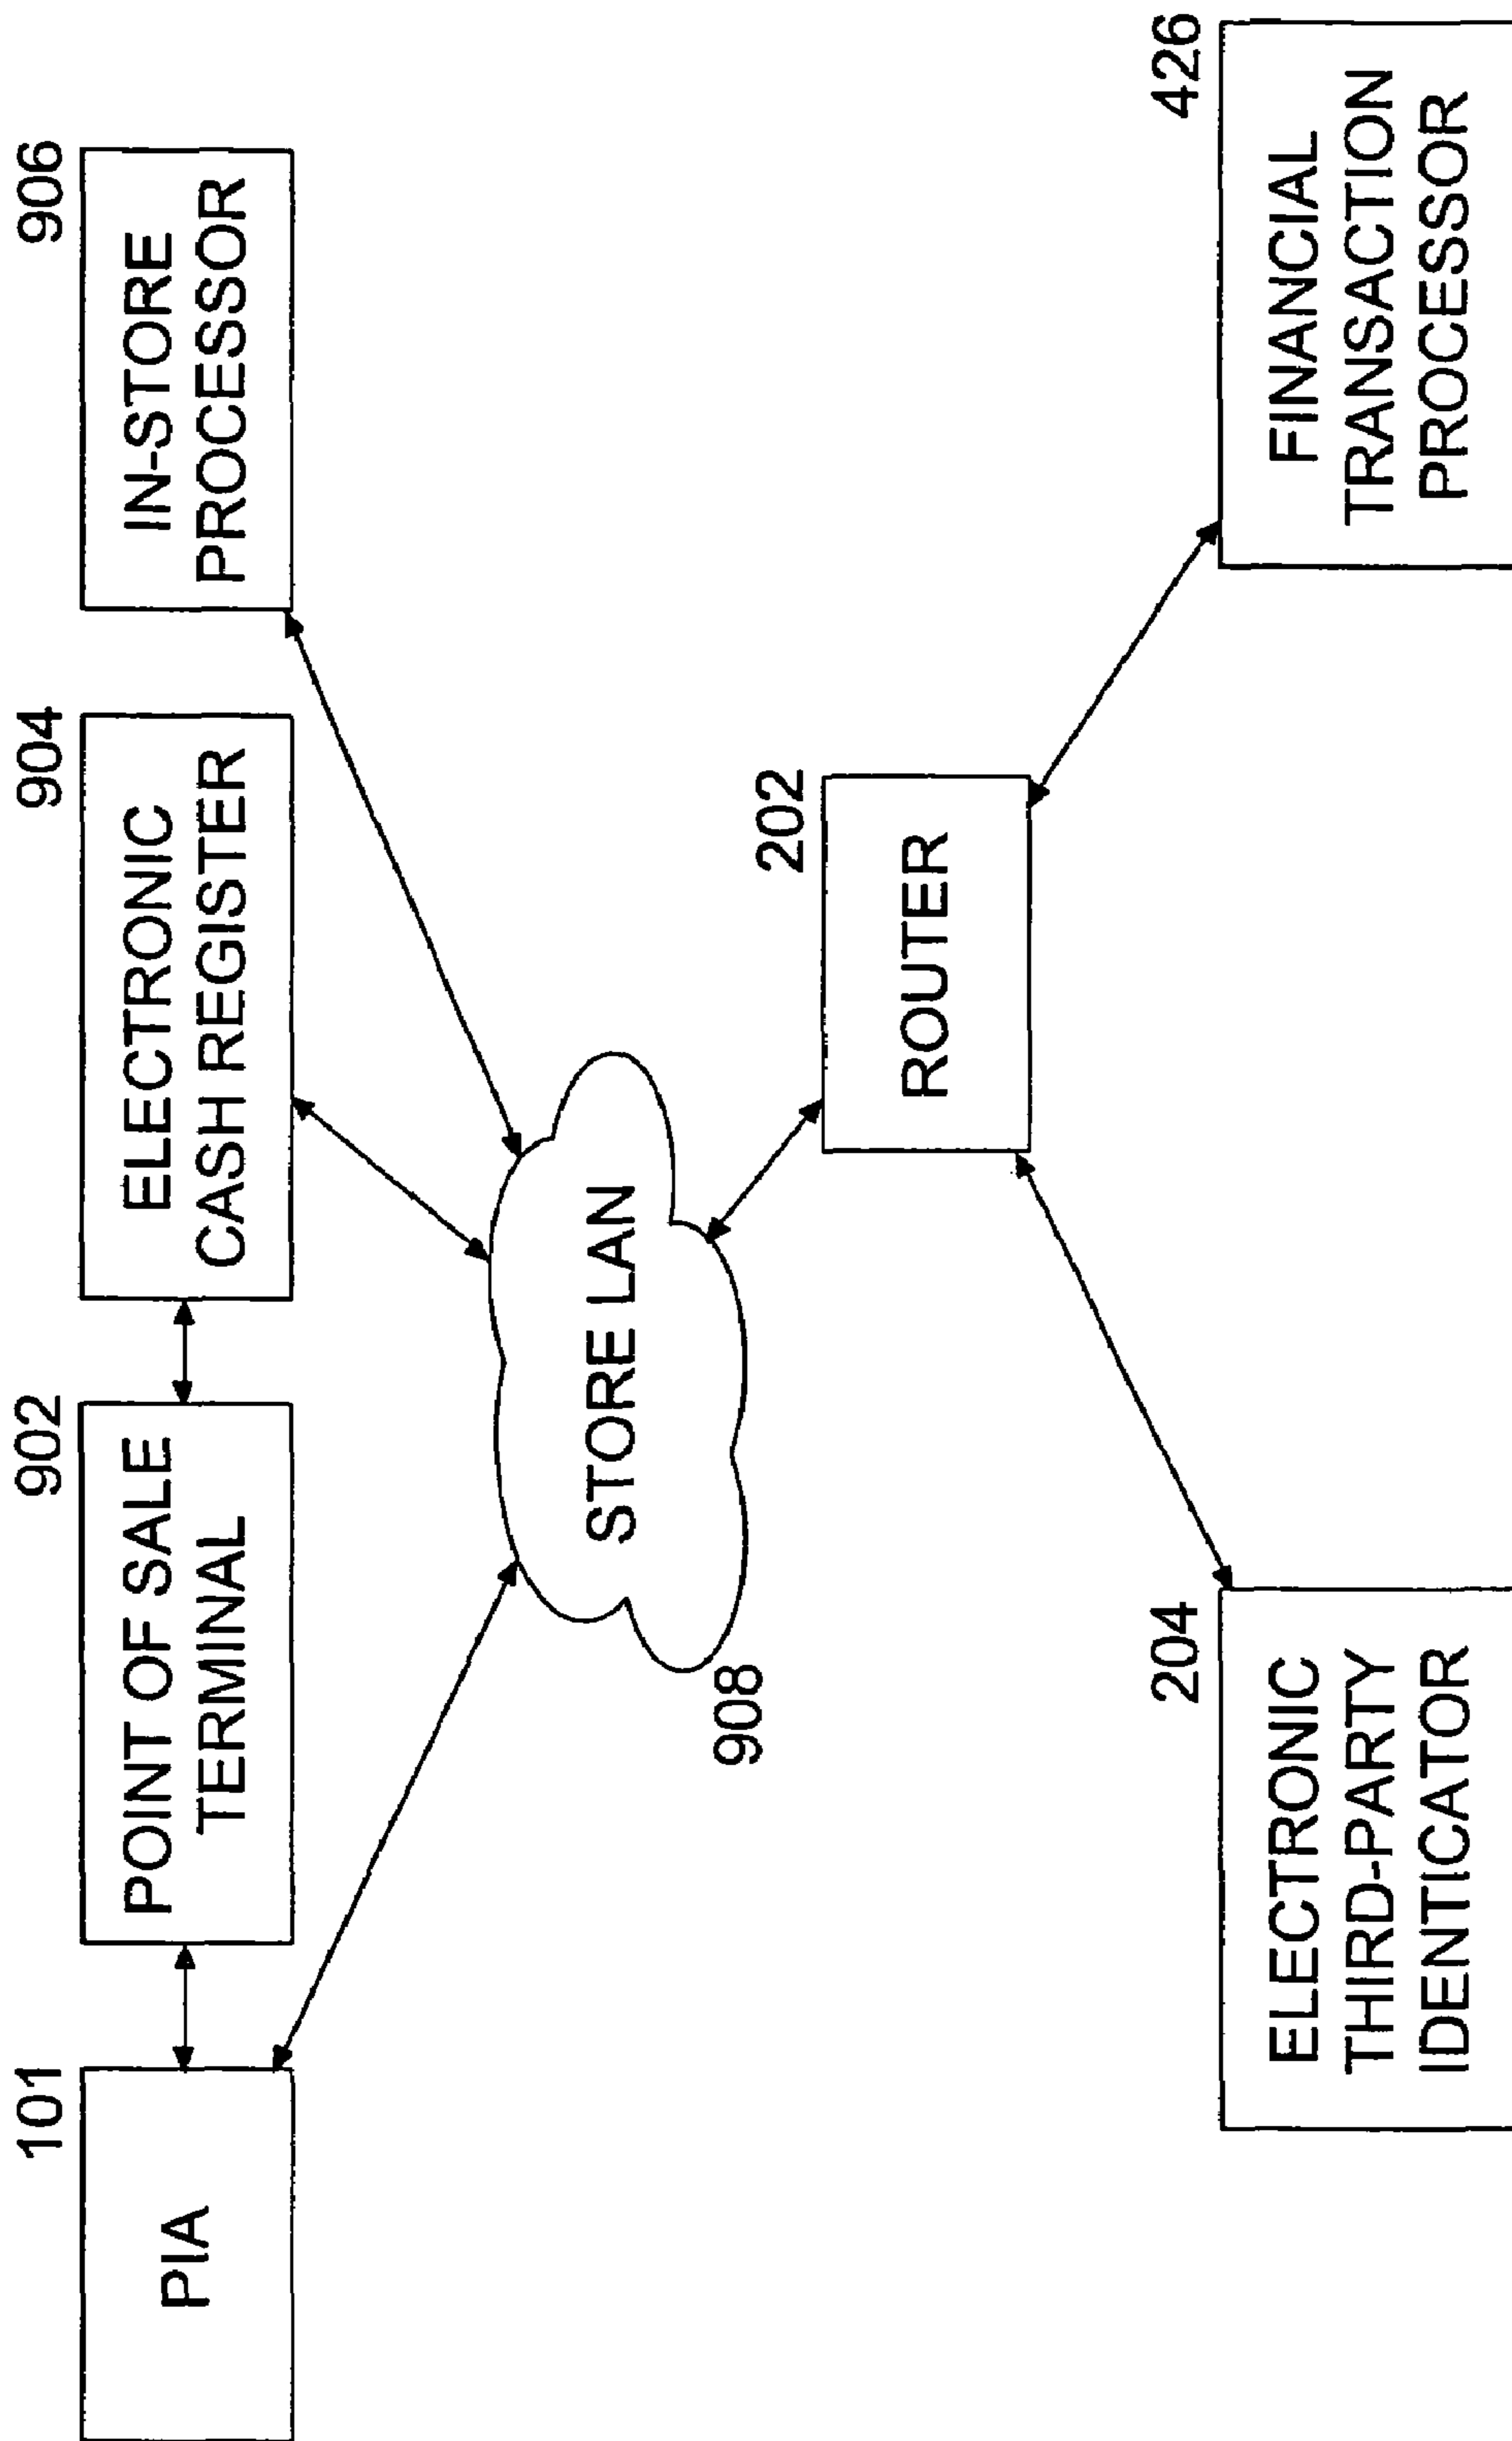 101
PIA
902
POINT OF SALE
TERMINAL
904
ELECTRONIC
CASH REGISTER
906
IN-STORE
PROCESSOR
STORE LAN
908
202
ROUTER
204
ELECTRONIC
THIRD-PARTY
IDENTICATOR
426
FINANCIAL
TRANSACTION
PROCESSOR